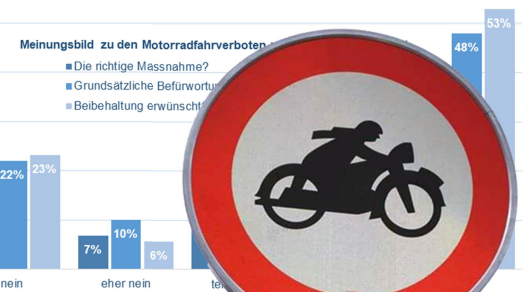 53%
48%
Meinungsbild zu den Motorradfahrverboten
Die richtige Massnahme?
Grundsätzliche Befürwortung
Beibehaltung erwünscht?
22%
23%
7%
10%
6%
nein
eher nein